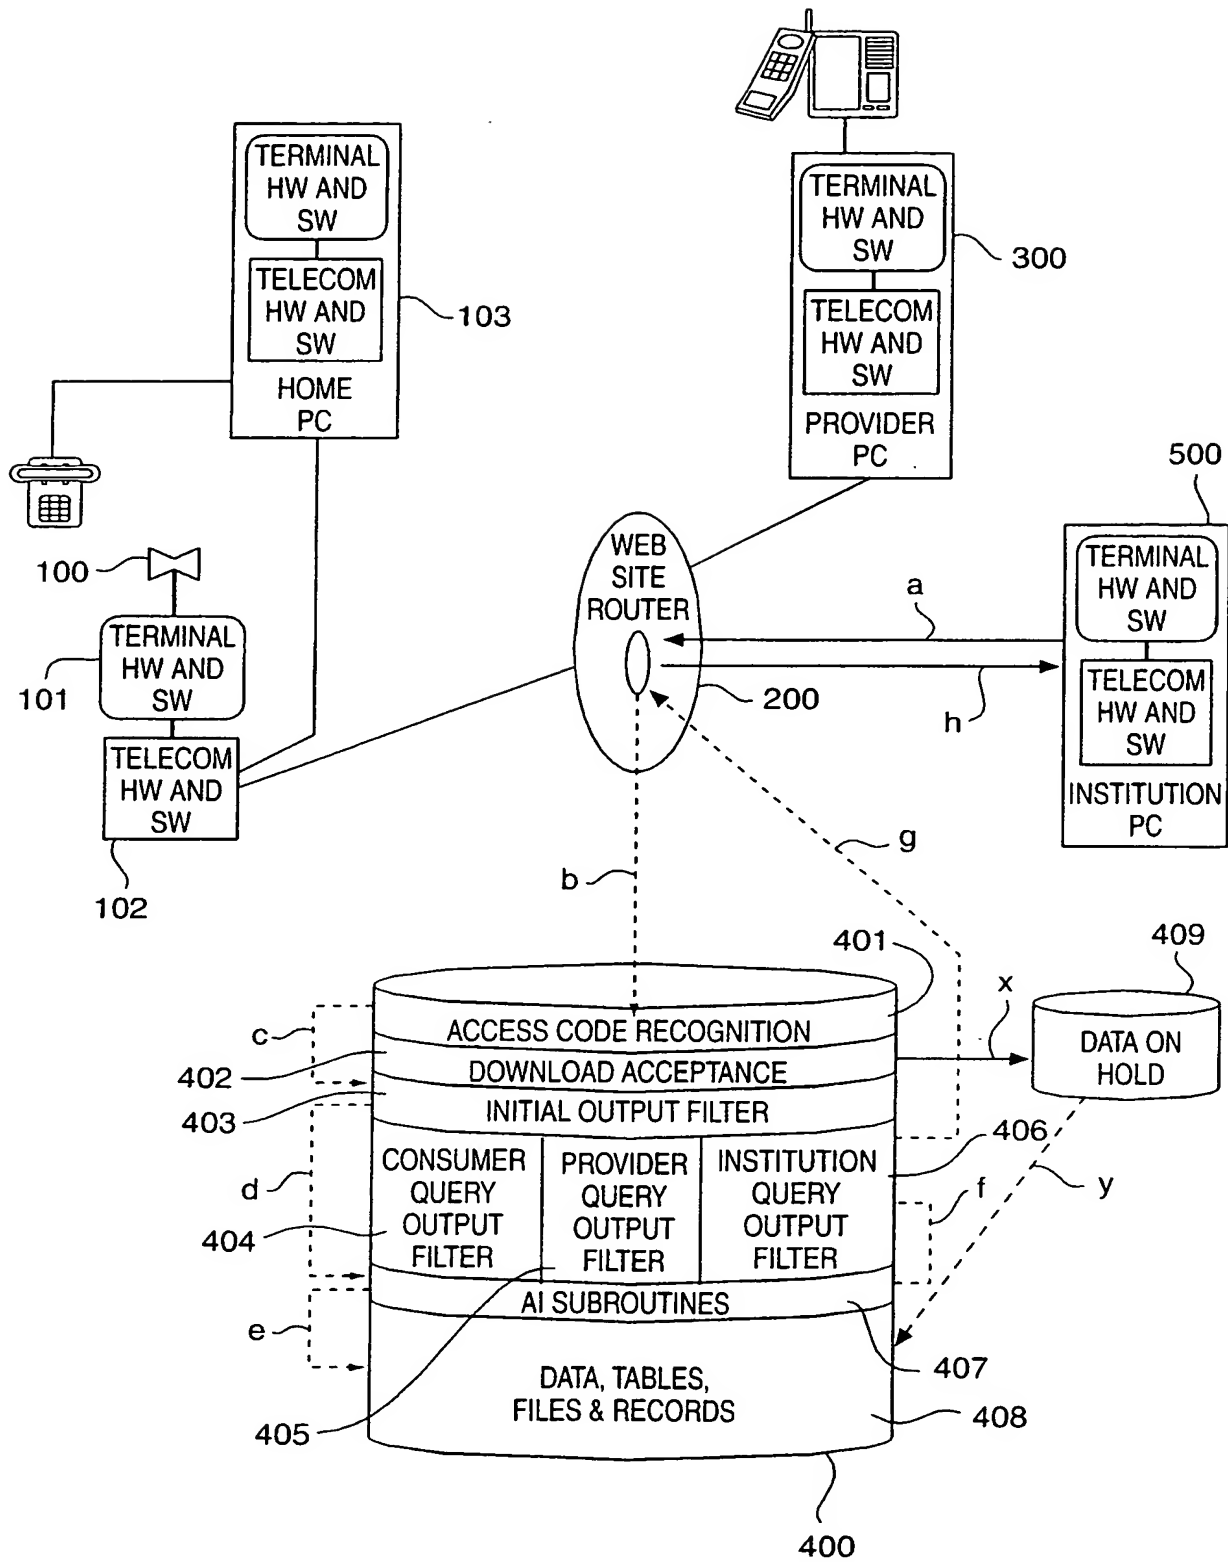 TERMINAL
HW AND
SW
TELECOM
HW AND
SW
HOME
PC
103
TERMINAL
HW AND
SW
TELECOM
HW AND
SW
PROVIDER
PC
300
500
TERMINAL
HW AND
SW
TELECOM
HW AND
SW
INSTITUTION
PC
100
TERMINAL
HW AND
SW
101
TELECOM
HW AND
SW
102
WEB
SITE
ROUTER
200
a
h
g
b
401
409
x
c
ACCESS CODE RECOGNITION
402
DOWNLOAD ACCEPTANCE
403
INITIAL OUTPUT FILTER
DATA ON
HOLD
406
d
CONSUMER
QUERY
OUTPUT
FILTER
404
PROVIDER
QUERY
OUTPUT
FILTER
INSTITUTION
QUERY
OUTPUT
FILTER
f
y
AI SUBROUTINES
e
407
DATA, TABLES,
FILES & RECORDS
405
408
400